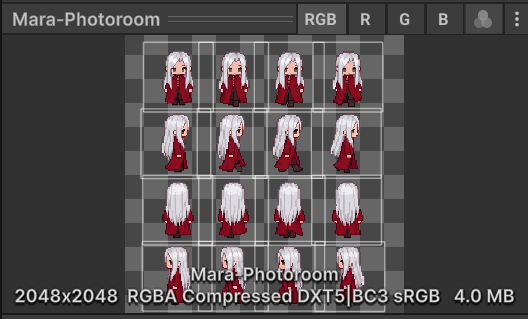 Mara-Photoroom RGB R G B
Mara-Photoroom
2048x2048 RGBA Compressed DXT5|BC3 sRGB 4.0 MB